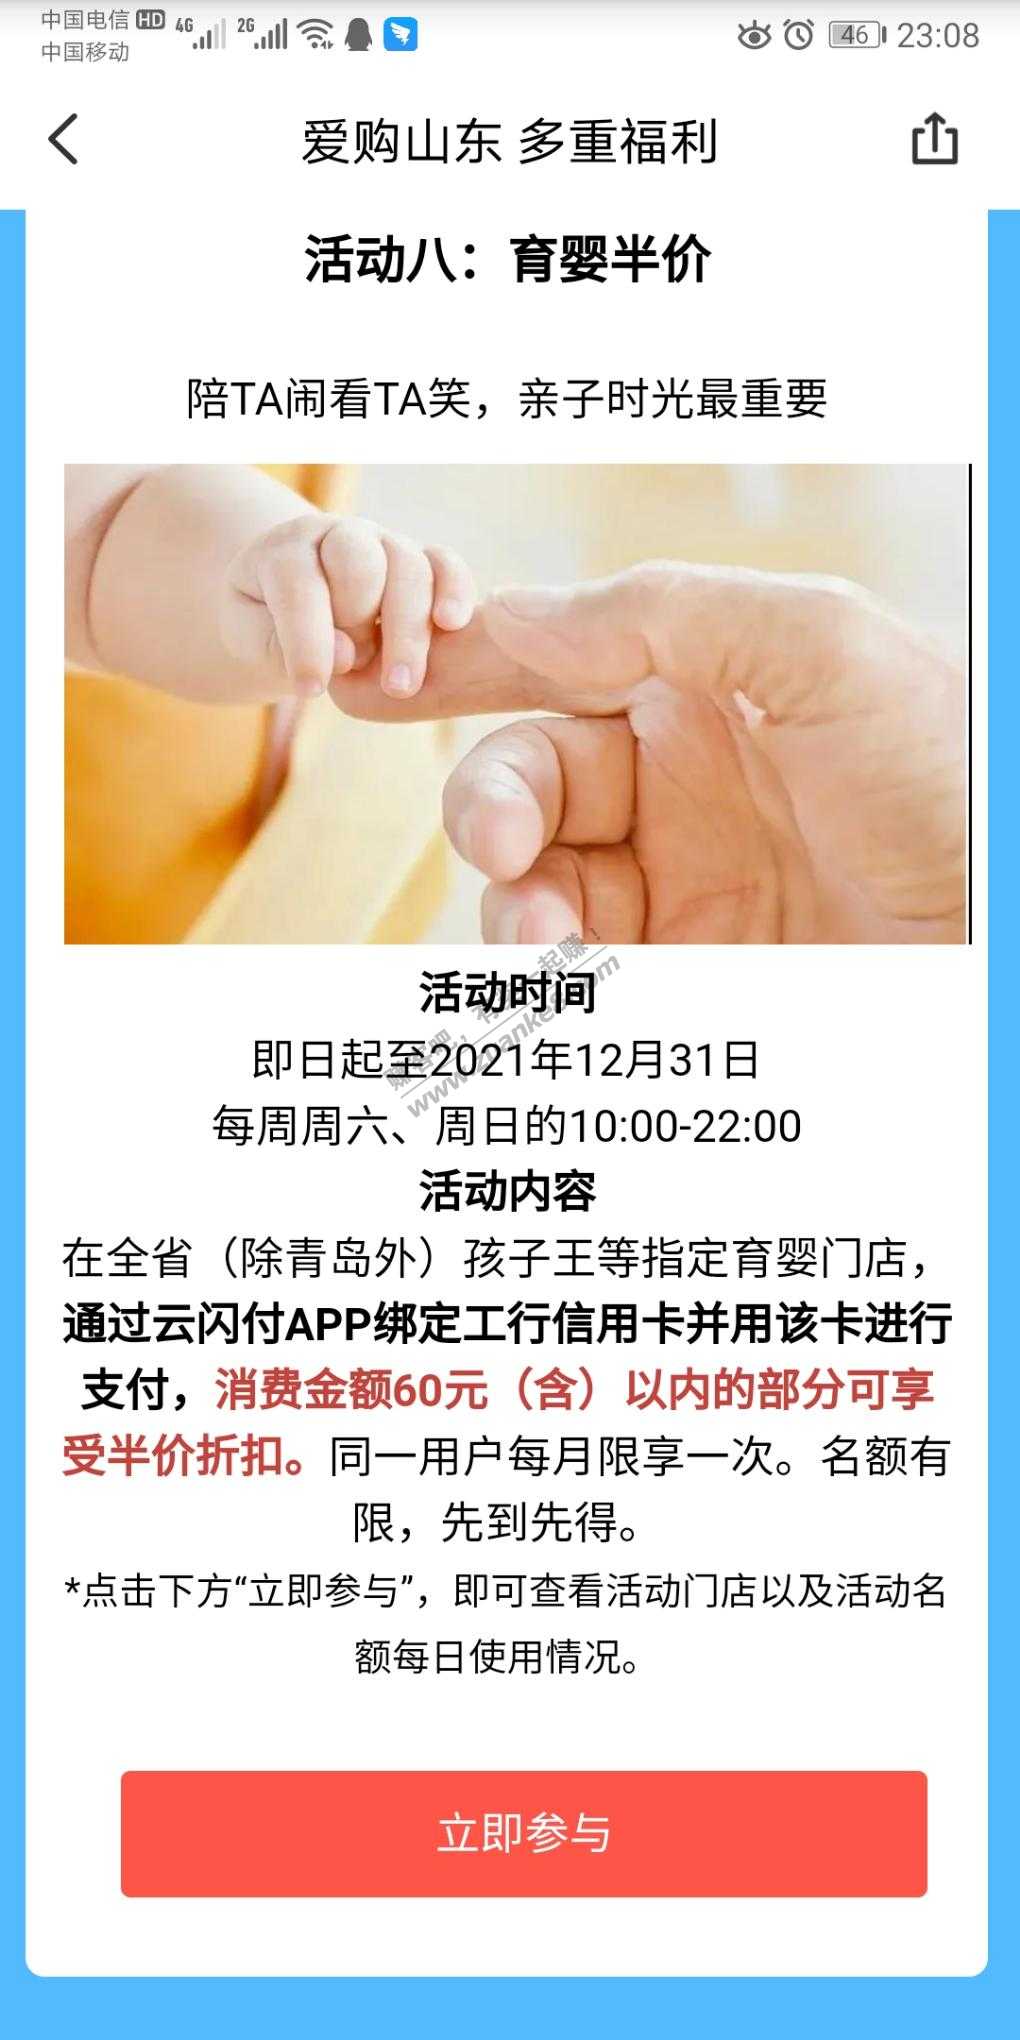 中国电信 HD 4G 2G 46 23:08
中国移动
爱购山东 多重福利
活动八：育婴半价
陪TA闹看TA笑，亲子时光最重要
活动时间
即日起至2021年12月31日
每周周六、周日的10:00-22:00
活动内容
在全省（除青岛外）孩子王等指定育婴门店，
通过云闪付APP绑定工行信用卡并用该卡进行
支付，消费金额60元（含）以内的部分可享
受半价折扣。同一用户每月限享一次。名额有
限，先到先得。
*点击下方“立即参与”，即可查看活动门店以及活动名
额每日使用情况。
立即参与